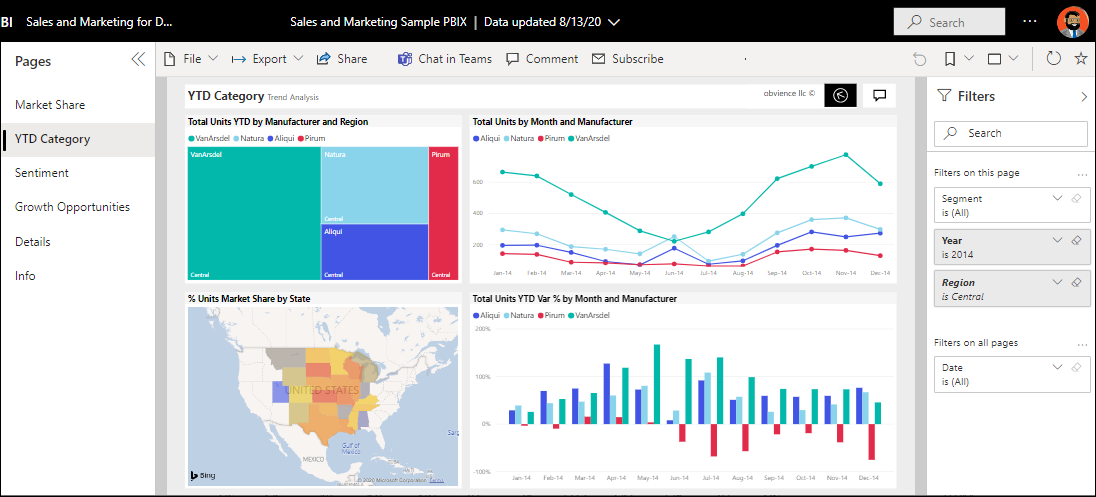 BI Sales and Marketing for D... Sales and Marketing Sample PBIX | Data updated 8/13/20 Search
Pages
Market Share
YTD Category
Sentiment
Growth Opportunities
Details
Info
File Export Share Chat in Teams Comment Subscribe
YTD Category Trend Analysis
obvience llc ©
Total Units YTD by Manufacturer and Region
VanArsdel Natura Aliqui Pirum
VanArsdel
Central
Natura
Central
Aliqui
Central
Pirum
Central
Total Units by Month and Manufacturer
Aliqui Natura Pirum VanArsdel
600
400
200
Jan-14 Feb-14 Mar-14 Apr-14 May-14 Jun-14 Jul-14 Aug-14 Sep-14 Oct-14 Nov-14 Dec-14
% Units Market Share by State
UNITED STATES
Gulf of
Mexico
MEXICO
Sarg
Bing
© 2020 Microsoft Corporation Terms
Total Units YTD Var % by Month and Manufacturer
Aliqui Natura Pirum VanArsdel
200%
100%
0%
-100%
Jan-14 Feb-14 Mar-14 Apr-14 May-14 Jun-14 Jul-14 Aug-14 Sep-14 Oct-14 Nov-14 Dec-14
Filters
Search
Filters on this page
...
Segment
is (All)
Year
is 2014
Region
is Central
Filters on all pages
...
Date
is (All)